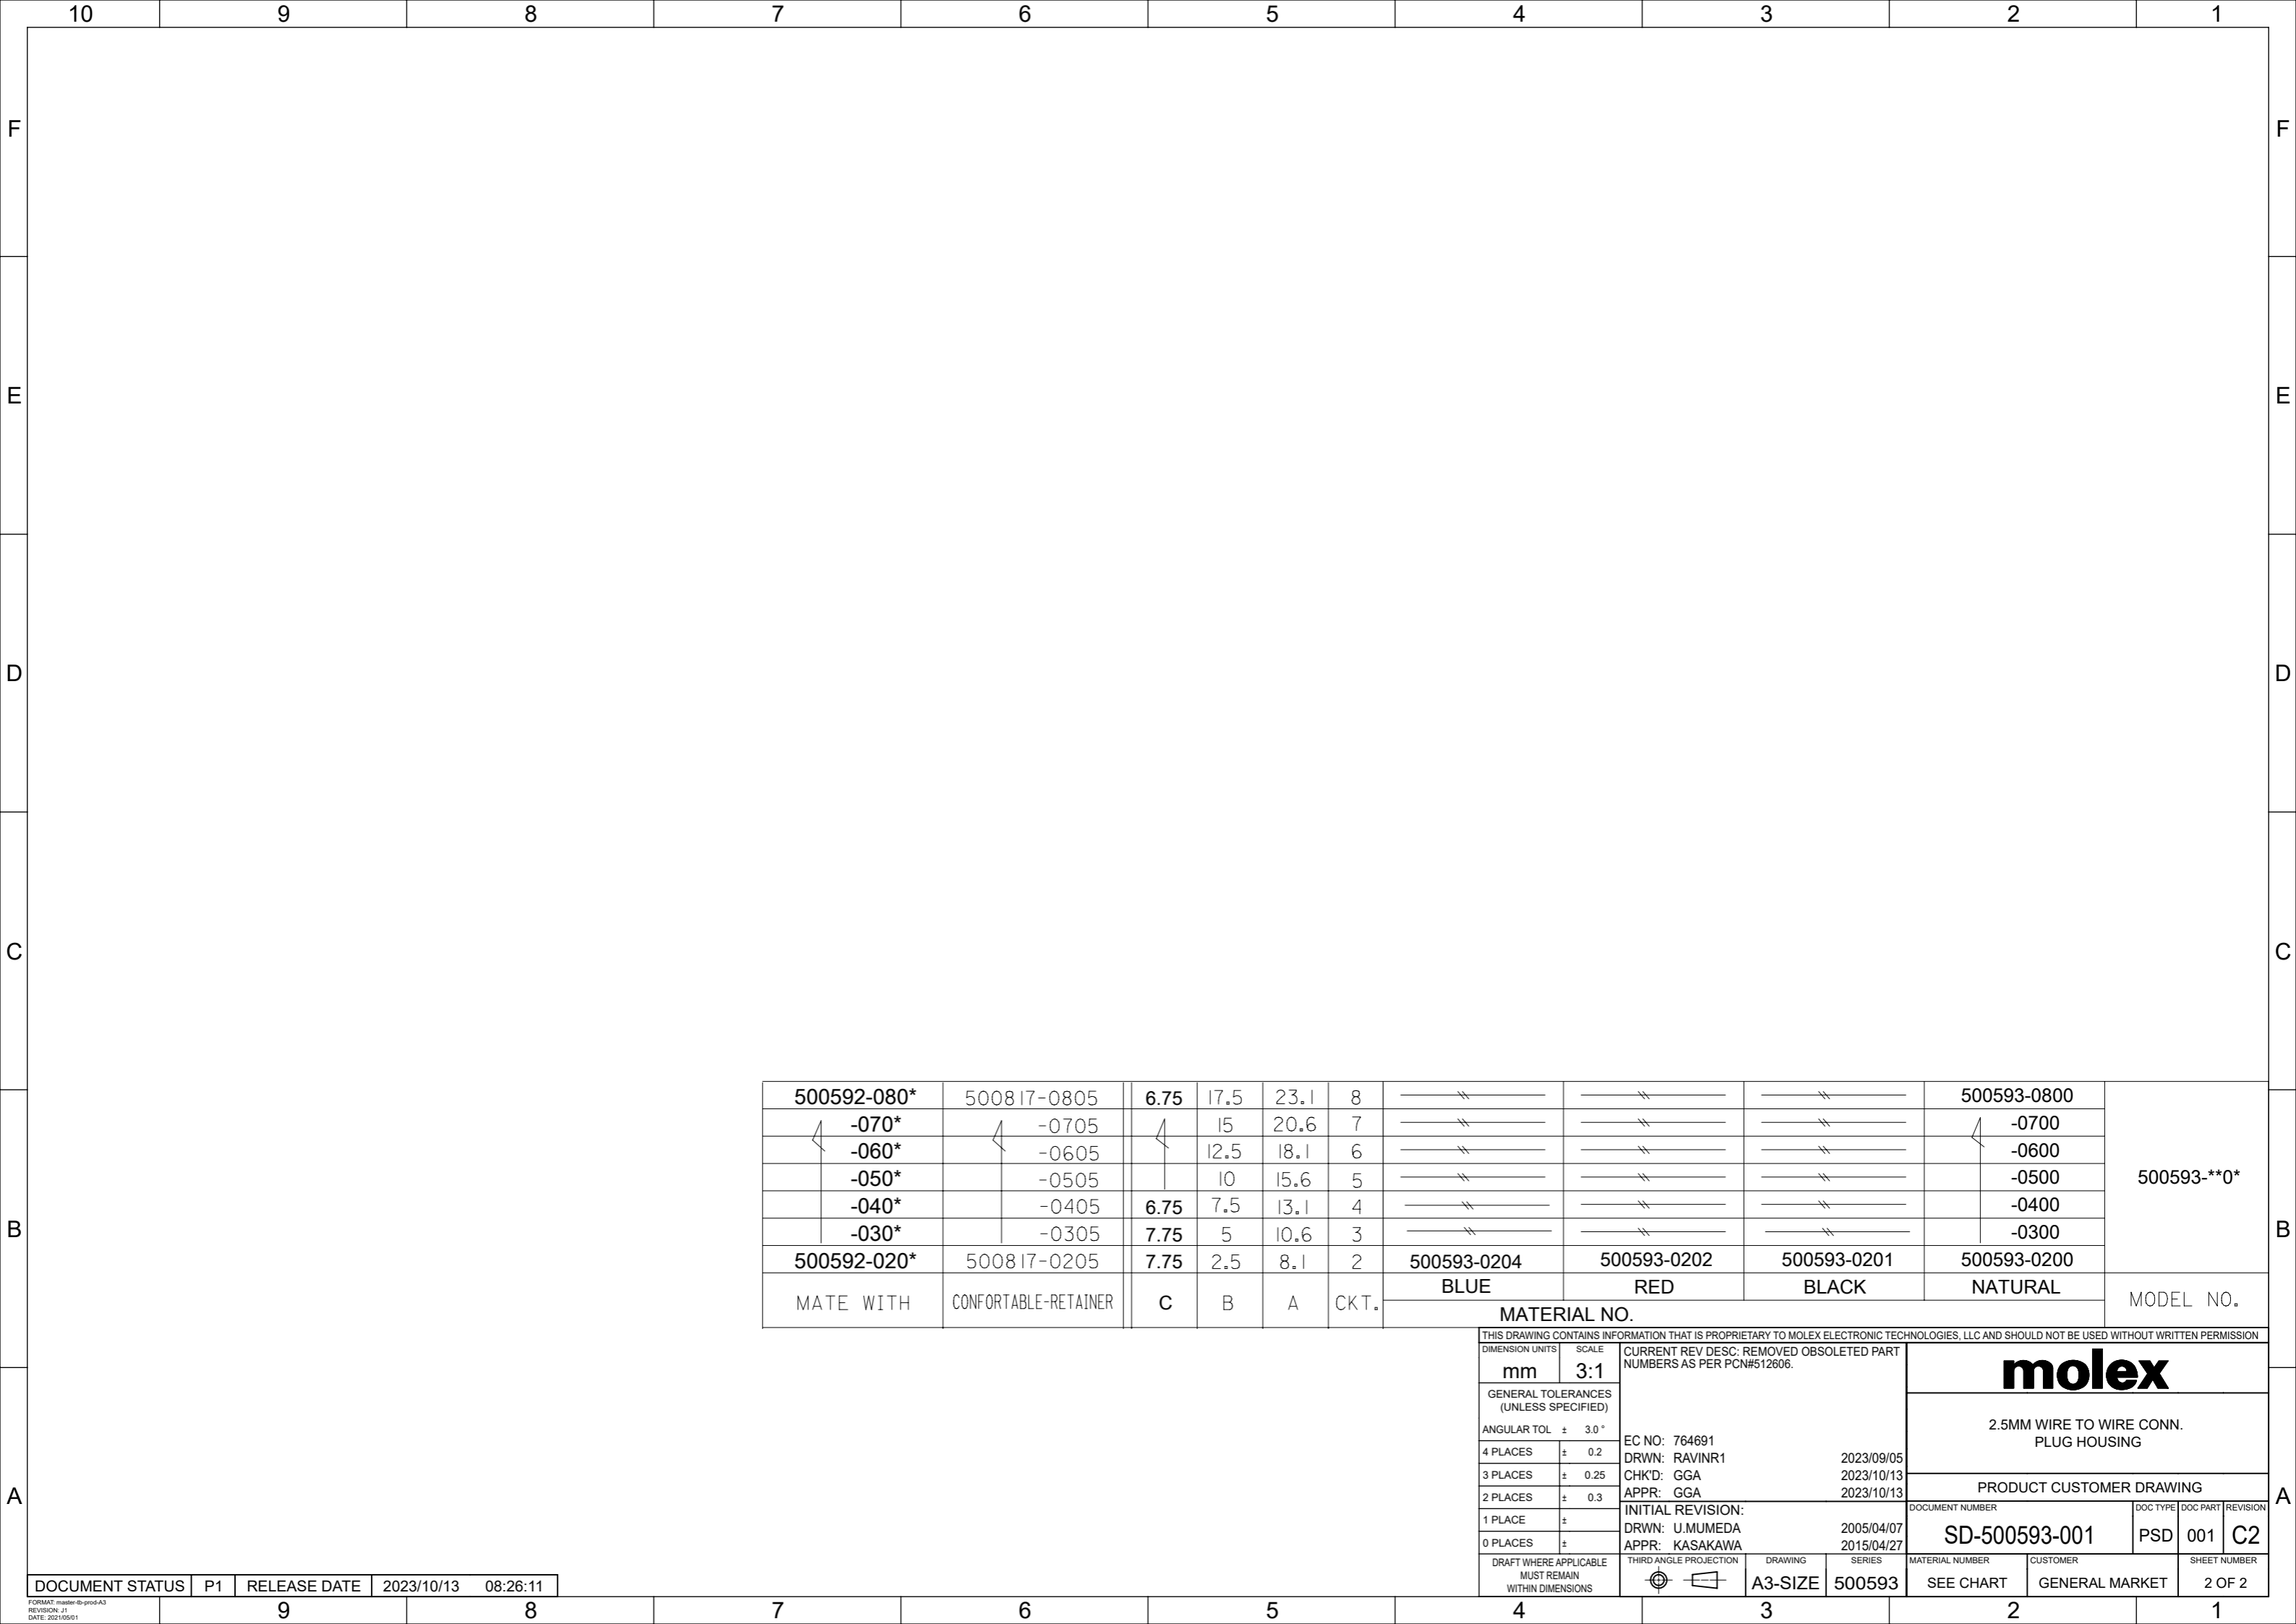 10 9 8 7 6 5 4 3 2 1
F F
E E
D D
C C
B B
A A
500592-080* 500817-0805 6.75 17.5 23.1 8 500593-0800
-070* -0705 15 20.6 7 -0700
-060* -0605 12.5 18.1 6 -0600
-050* -0505 10 15.6 5 -0500 500593-**0*
-040* -0405 6.75 7.5 13.1 4 -0400
-030* -0305 7.75 5 10.6 3 -0300
500592-020* 500817-0205 7.75 2.5 8.1 2 500593-0204 500593-0202 500593-0201 500593-0200
BLUE RED BLACK NATURAL
MATE WITH CONFORTABLE-RETAINER C B A CKT. MODEL NO.
MATERIAL NO.
THIS DRAWING CONTAINS INFORMATION THAT IS PROPRIETARY TO MOLEX ELECTRONIC TECHNOLOGIES, LLC AND SHOULD NOT BE USED WITHOUT WRITTEN PERMISSION
DIMENSION UNITS SCALE
mm 3:1
GENERAL TOLERANCES
(UNLESS SPECIFIED)
ANGULAR TOL ± 3.0 °
4 PLACES ± 0.2
3 PLACES ± 0.25
2 PLACES ± 0.3
1 PLACE ±
0 PLACES ±
DRAFT WHERE APPLICABLE
MUST REMAIN
WITHIN DIMENSIONS
CURRENT REV DESC: REMOVED OBSOLETED PART
NUMBERS AS PER PCN#512606.
EC NO: 764691
DRWN: RAVINR1 2023/09/05
CHK'D: GGA 2023/10/13
APPR: GGA 2023/10/13
INITIAL REVISION:
DRWN: U.MUMEDA 2005/04/07
APPR: KASAKAWA 2015/04/27
THIRD ANGLE PROJECTION DRAWING SERIES
A3-SIZE 500593
molex
2.5MM WIRE TO WIRE CONN.
PLUG HOUSING
PRODUCT CUSTOMER DRAWING
DOCUMENT NUMBER DOC TYPE DOC PART REVISION
SD-500593-001 PSD 001 C2
MATERIAL NUMBER CUSTOMER SHEET NUMBER
SEE CHART GENERAL MARKET 2 OF 2
DOCUMENT STATUS P1 RELEASE DATE 2023/10/13 08:26:11
FORMAT: master-tb-prod-A3
REVISION: J1
DATE: 2021/05/01
9 8 7 6 5 4 3 2 1